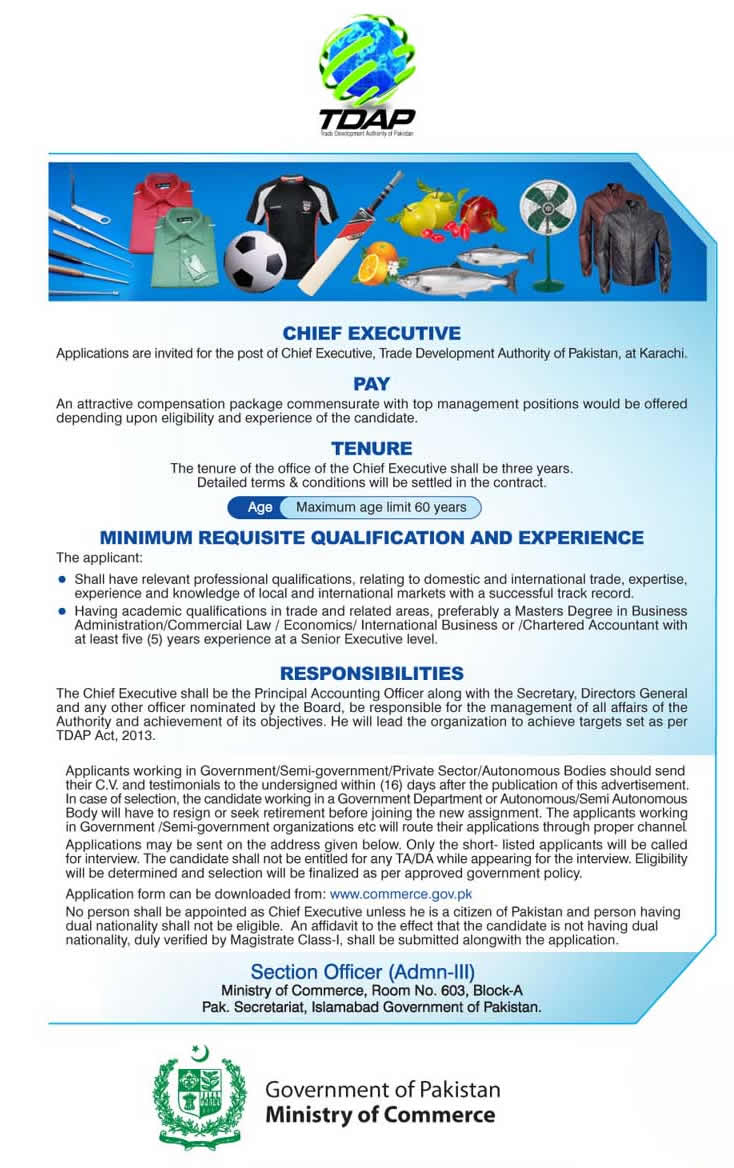 TDAP
Trade Development Authority of Pakistan
CHIEF EXECUTIVE
Applications are invited for the post of Chief Executive, Trade Development Authority of Pakistan, at Karachi.
PAY
An attractive compensation package commensurate with top management positions would be offered
depending upon eligibility and experience of the candidate.
TENURE
The tenure of the office of the Chief Executive shall be three years.
Detailed terms & conditions will be settled in the contract.
Age Maximum age limit 60 years
MINIMUM REQUISITE QUALIFICATION AND EXPERIENCE
The applicant:
● Shall have relevant professional qualifications, relating to domestic and international trade, expertise,
experience and knowledge of local and international markets with a successful track record.
● Having academic qualifications in trade and related areas, preferably a Masters Degree in Business
Administration/Commercial Law / Economics/ International Business or /Chartered Accountant with
at least five (5) years experience at a Senior Executive level.
RESPONSIBILITIES
The Chief Executive shall be the Principal Accounting Officer along with the Secretary, Directors General
and any other officer nominated by the Board, be responsible for the management of all affairs of the
Authority and achievement of its objectives. He will lead the organization to achieve targets set as per
TDAP Act, 2013.
Applicants working in Government/Semi-government/Private Sector/Autonomous Bodies should send
their C.V. and testimonials to the undersigned within (16) days after the publication of this advertisement.
In case of selection, the candidate working in a Government Department or Autonomous/Semi Autonomous
Body will have to resign or seek retirement before joining the new assignment. The applicants working
in Government /Semi-government organizations etc will route their applications through proper channel.
Applications may be sent on the address given below. Only the short- listed applicants will be called
for interview. The candidate shall not be entitled for any TA/DA while appearing for the interview. Eligibility
will be determined and selection will be finalized as per approved government policy.
Application form can be downloaded from: www.commerce.gov.pk
No person shall be appointed as Chief Executive unless he is a citizen of Pakistan and person having
dual nationality shall not be eligible. An affidavit to the effect that the candidate is not having dual
nationality, duly verified by Magistrate Class-I, shall be submitted alongwith the application.
Section Officer (Admn-III)
Ministry of Commerce, Room No. 603, Block-A
Pak. Secretariat, Islamabad Government of Pakistan.
Government of Pakistan
Ministry of Commerce